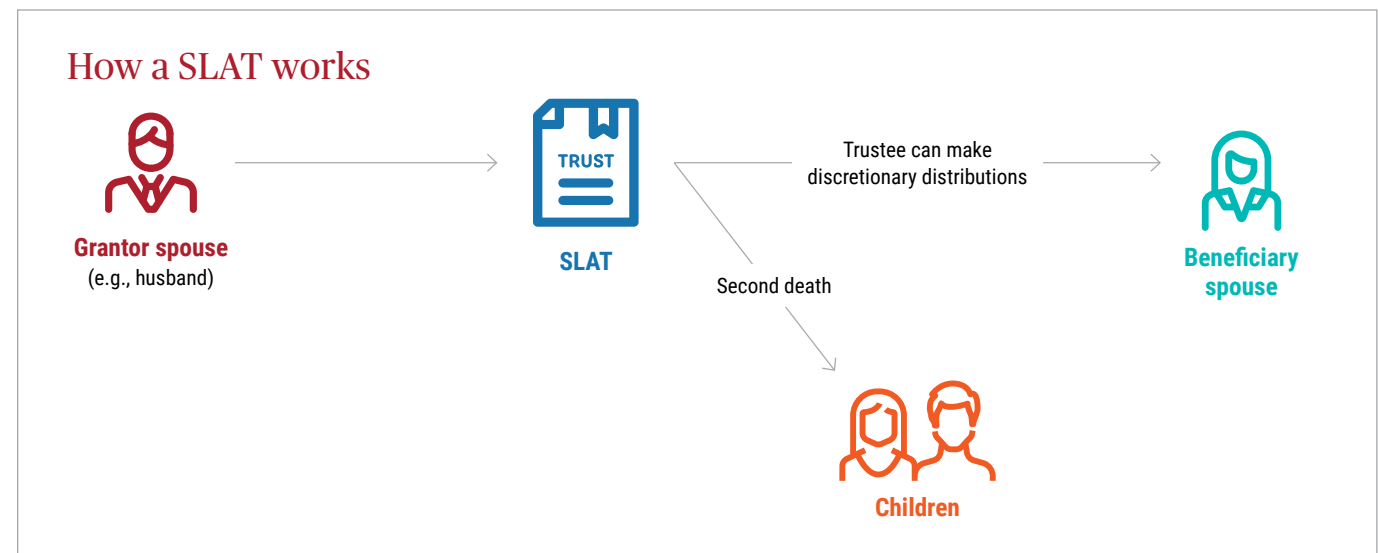 How a SLAT works
TRUST
Trustee can make
discretionary distributions
Grantor spouse
(e.g., husband)
SLAT
Beneficiary
spouse
Second death
Children